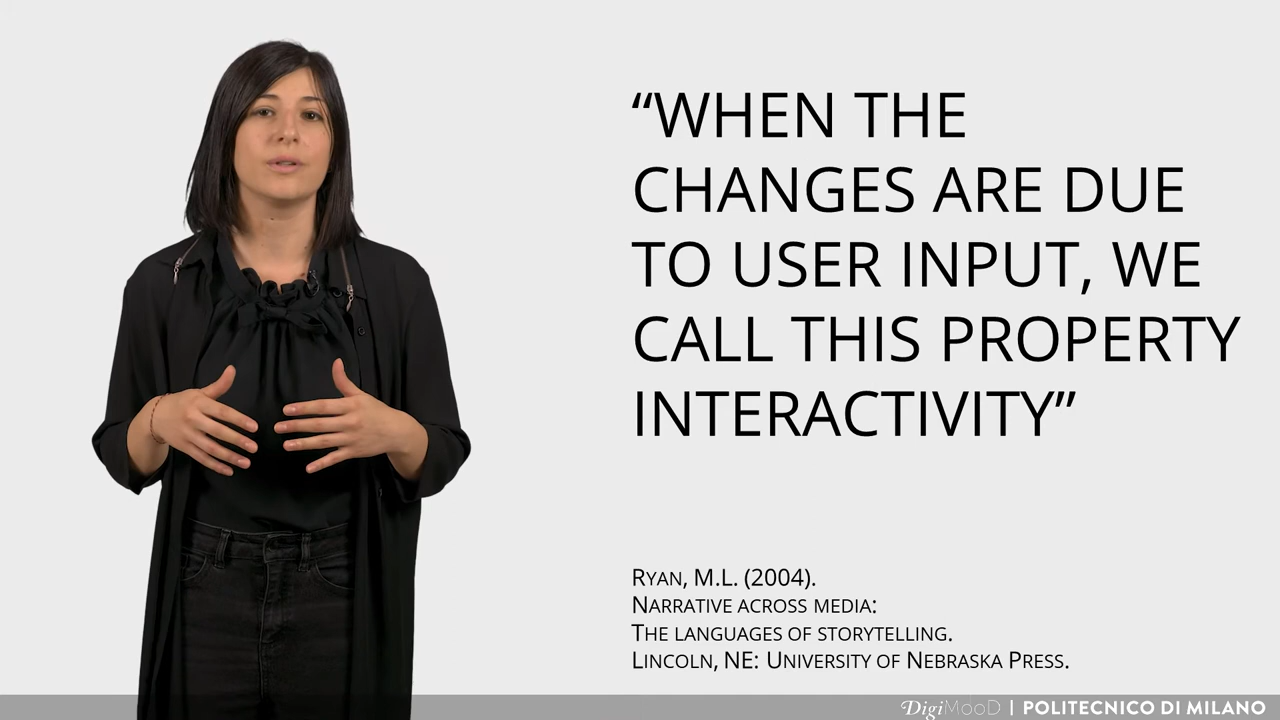 “WHEN THE
CHANGES ARE DUE
TO USER INPUT, WE
CALL THIS PROPERTY
INTERACTIVITY”
RYAN, M.L. (2004).
NARRATIVE ACROSS MEDIA:
THE LANGUAGES OF STORYTELLING.
LINCOLN, NE: UNIVERSITY OF NEBRASKA PRESS.
DigiMooD | POLITECNICO DI MILANO